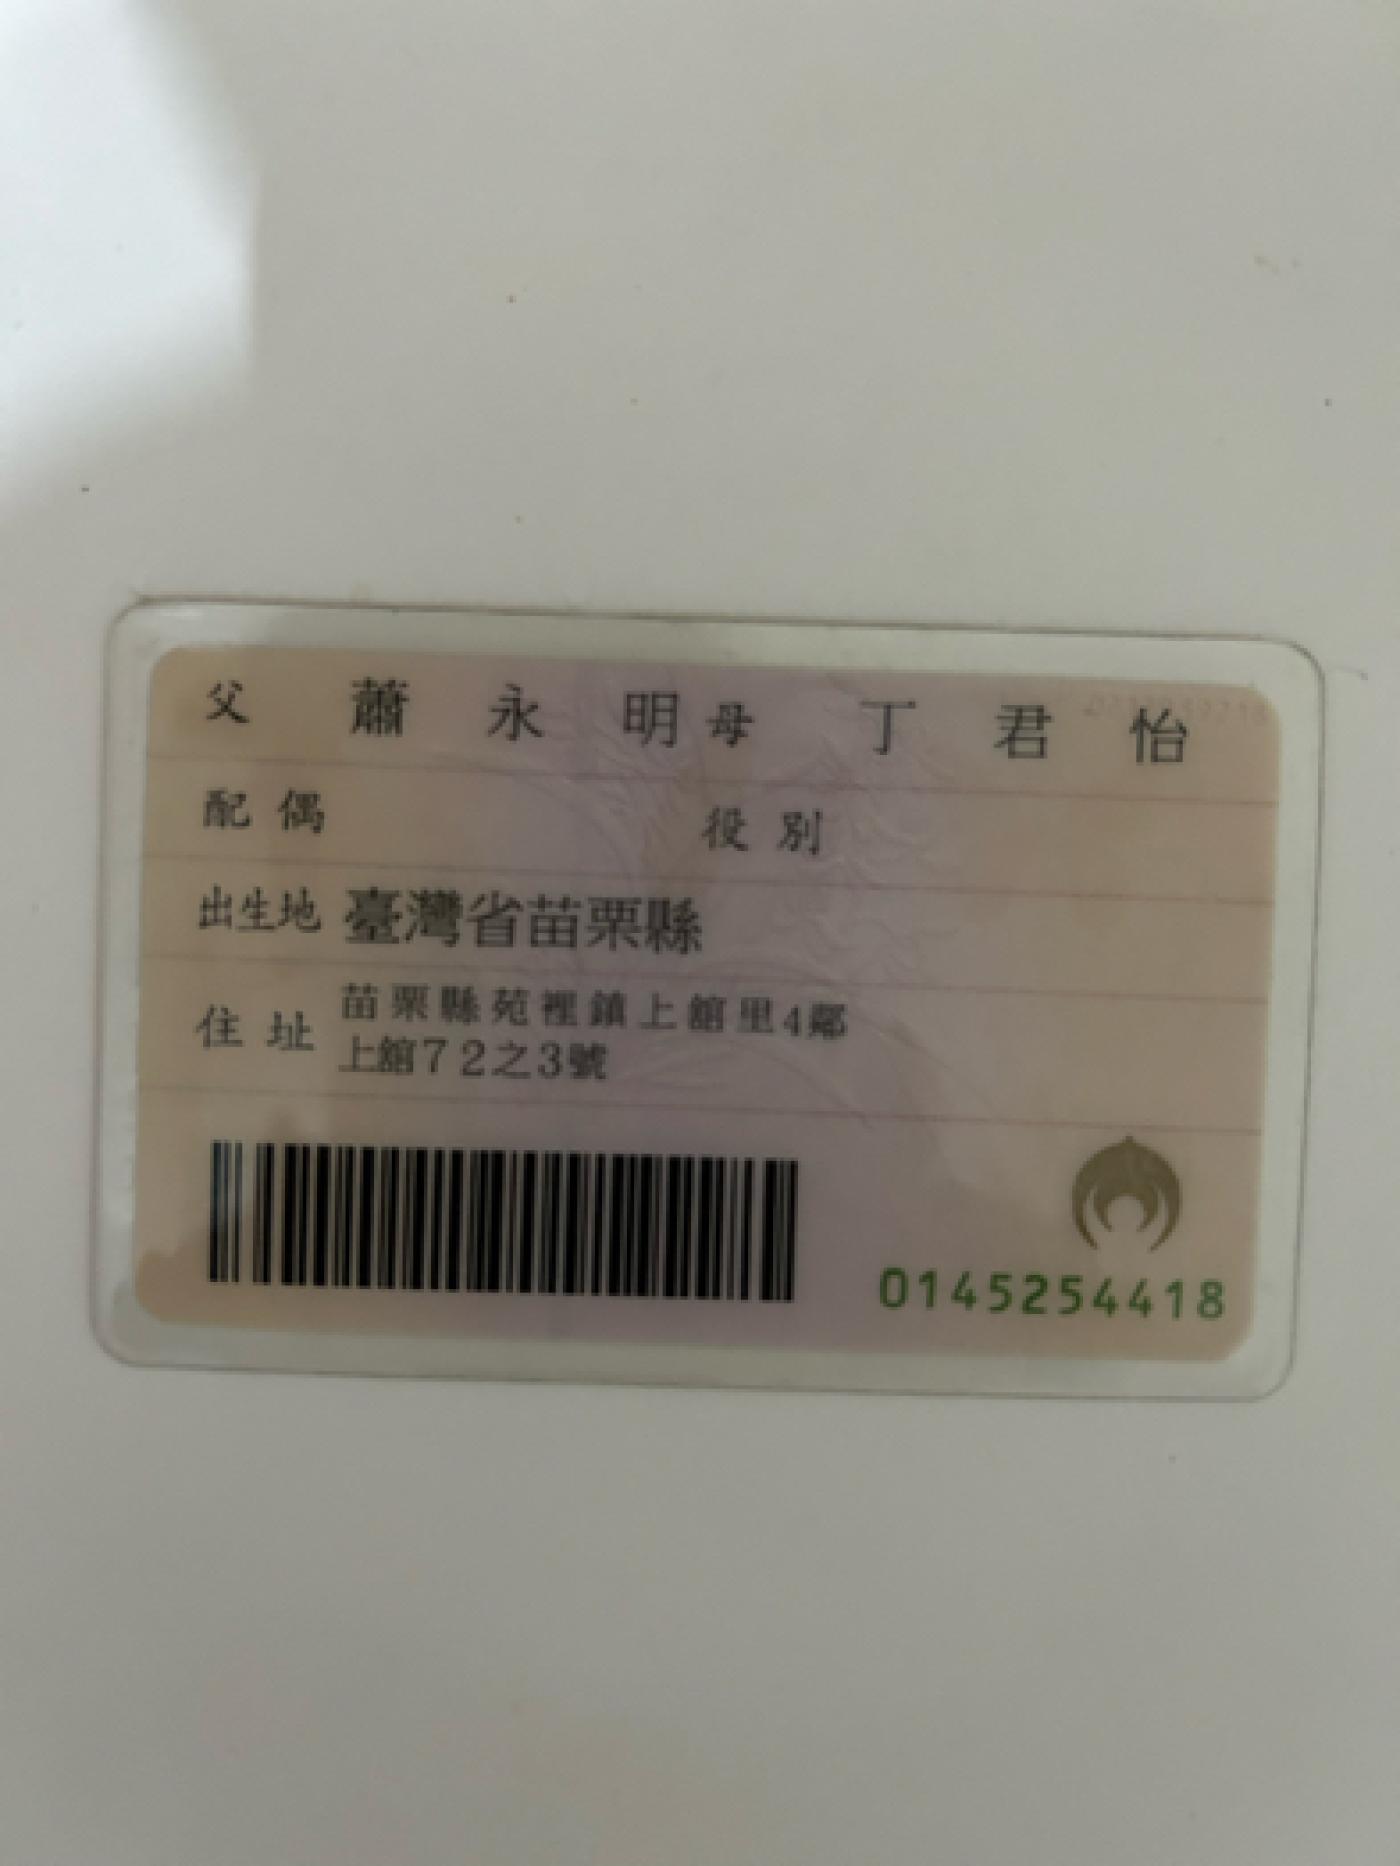 父 蕭永明 母 丁君怡
配偶 役別
出生地 臺灣省苗栗縣
住址 苗栗縣苑裡鎮上館里4鄰
上館72之3號
0145254418